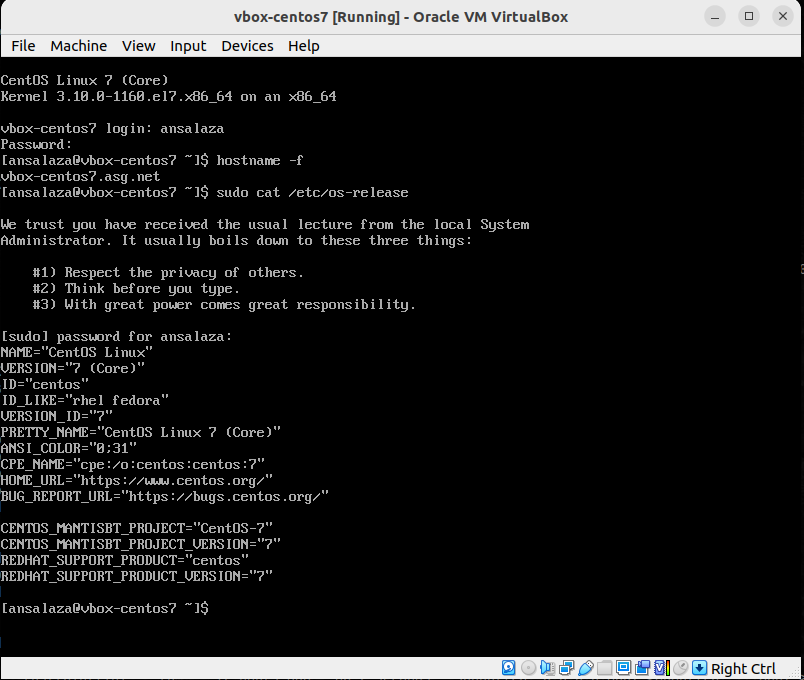 vbox-centos7 [Running] - Oracle VM VirtualBox
File Machine View Input Devices Help
CentOS Linux 7 (Core)
Kernel 3.10.0-1160.el7.x86_64 on an x86_64
vbox-centos7 login: ansalaza
Password:
[ansalaza@vbox-centos7 ~]$ hostname -f
vbox-centos7.asg.net
[ansalaza@vbox-centos7 ~]$ sudo cat /etc/os-release
We trust you have received the usual lecture from the local System
Administrator. It usually boils down to these three things:
#1) Respect the privacy of others.
#2) Think before you type.
#3) With great power comes great responsibility.
[sudo] password for ansalaza:
NAME="CentOS Linux"
VERSION="7 (Core)"
ID="centos"
ID_LIKE="rhel fedora"
VERSION_ID="7"
PRETTY_NAME="CentOS Linux 7 (Core)"
ANSI_COLOR="0;31"
CPE_NAME="cpe:/o:centos:centos:7"
HOME_URL="https://www.centos.org/"
BUG_REPORT_URL="https://bugs.centos.org/"
CENTOS_MANTISBT_PROJECT="CentOS-7"
CENTOS_MANTISBT_PROJECT_VERSION="7"
REDHAT_SUPPORT_PRODUCT="centos"
REDHAT_SUPPORT_PRODUCT_VERSION="7"
[ansalaza@vbox-centos7 ~]$
Right Ctrl